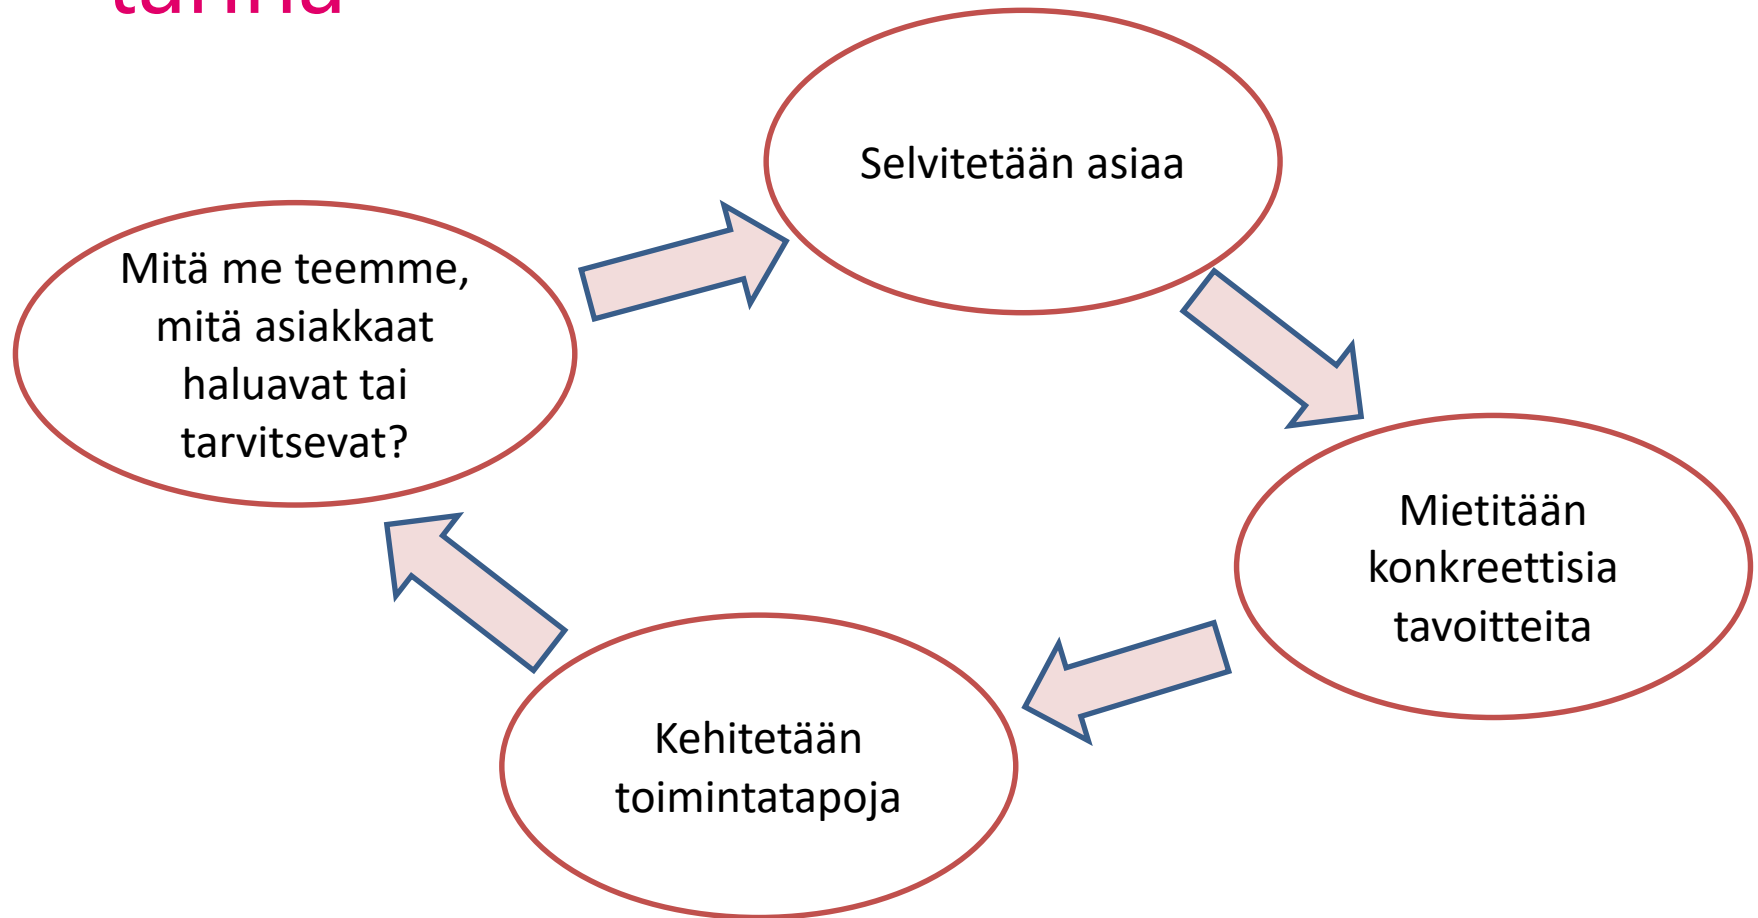 Mitä me teemme,
mitä asiakkaat
haluavat tai
tarvitsevat?
Selvitetään asiaa
Mietitään
konkreettisia
tavoitteita
Kehitetään
toimintatapoja